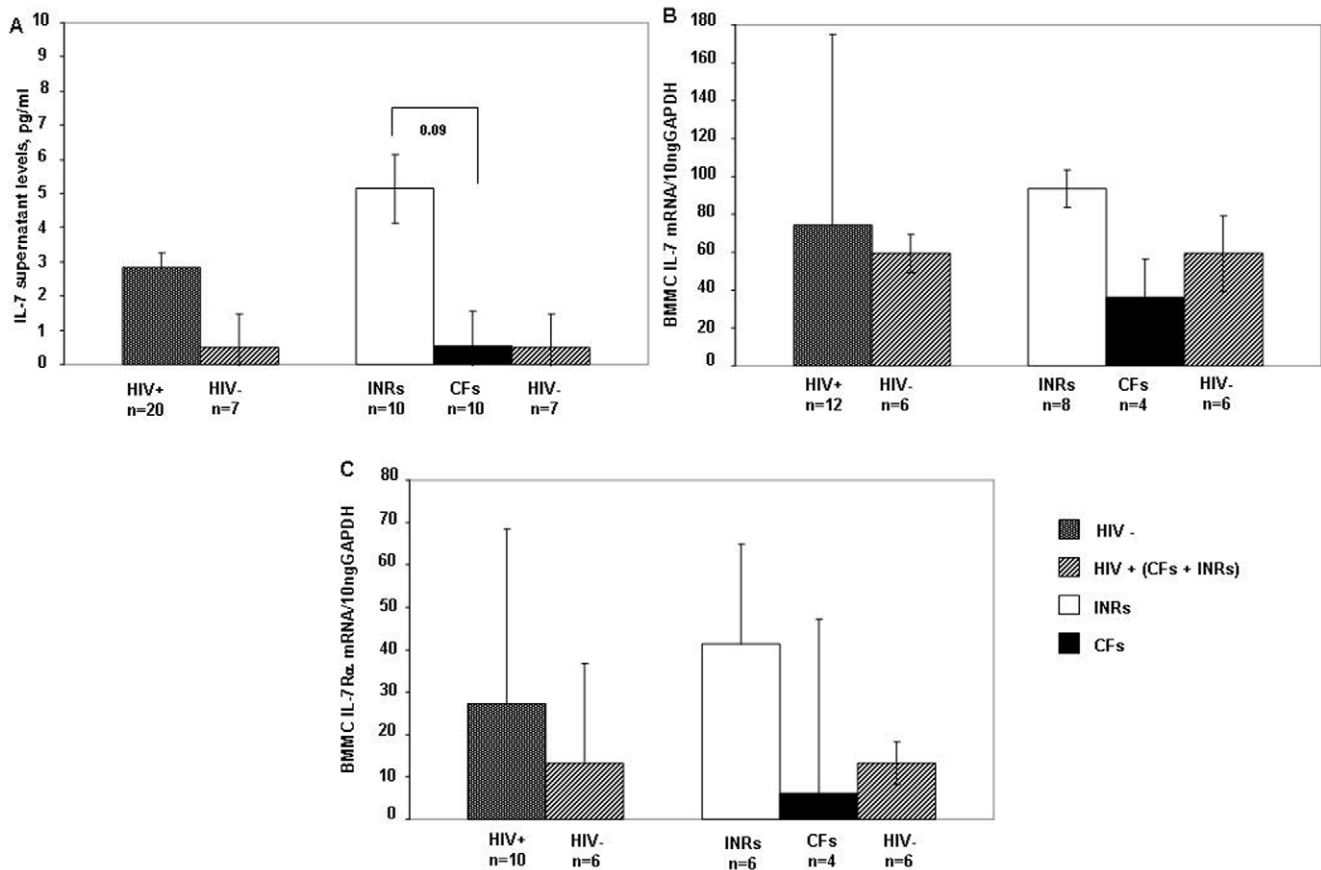 A
IL-7 supernatant levels, pg/ml
10
9
8
7
6
5
4
3
2
1
0
0.09
HIV+ HIV- INRs CFs HIV-
n=20 n=7 n=10 n=10 n=7
B
BMMC IL-7 mRNA/10ngGAPDH
180
160
140
120
100
80
60
40
20
0
HIV+ HIV- INRs CFs HIV-
n=12 n=6 n=8 n=4 n=6
C
BMMC IL-7Rα mRNA/10ngGAPDH
80
70
60
50
40
30
20
10
0
HIV+ HIV- INRs CFs HIV-
n=10 n=6 n=6 n=4 n=6
HIV -
HIV + (CFs + INRs)
INRs
CFs